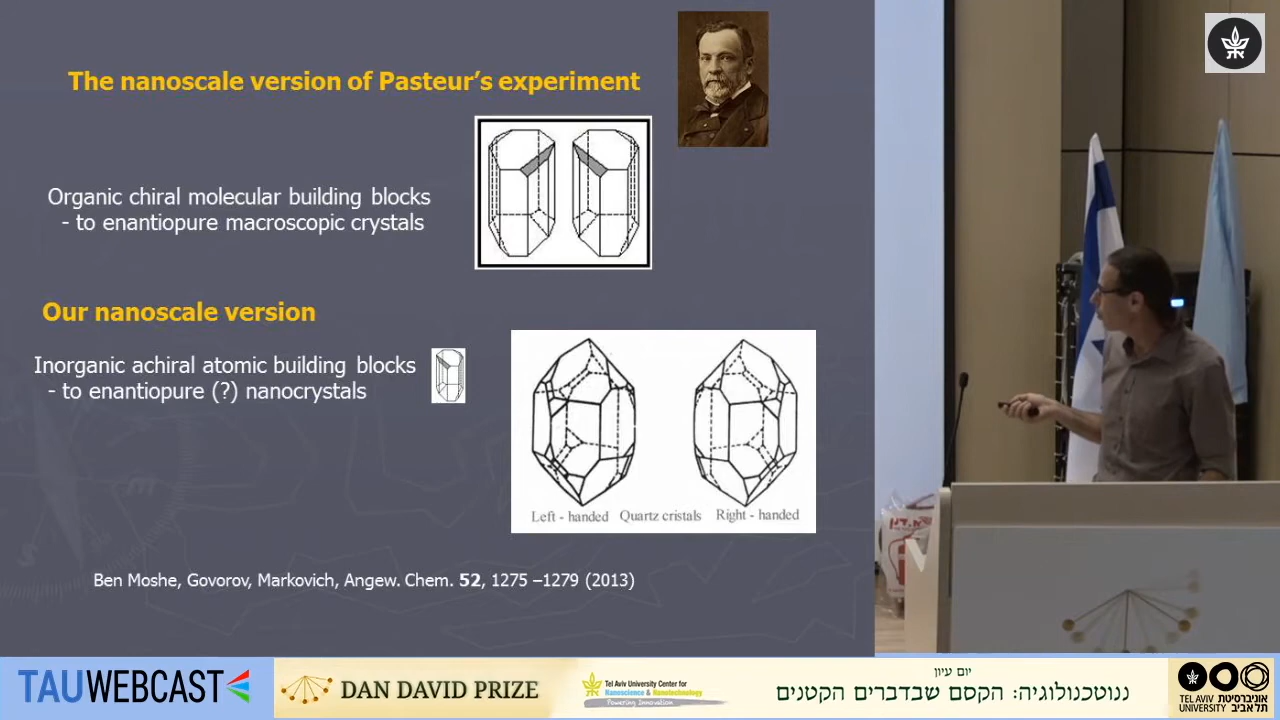 The nanoscale version of Pasteur's experiment
Organic chiral molecular building blocks
- to enantiopure macroscopic crystals
Our nanoscale version
Inorganic achiral atomic building blocks
- to enantiopure (?) nanocrystals
Left - handed Quartz cristals Right - handed
Ben Moshe, Govorov, Markovich, Angew. Chem. 52, 1275 –1279 (2013)
TAUWEBCAST
DAN DAVID PRIZE
Tel Aviv University Center for
Nanoscience & Nanotechnology
Powering Innovation
יום עיון
ננוטכנולוגיה: הקסם שבדברים הקטנים
TEL AVIV אוניברסיטת
UNIVERSITY תל אביב